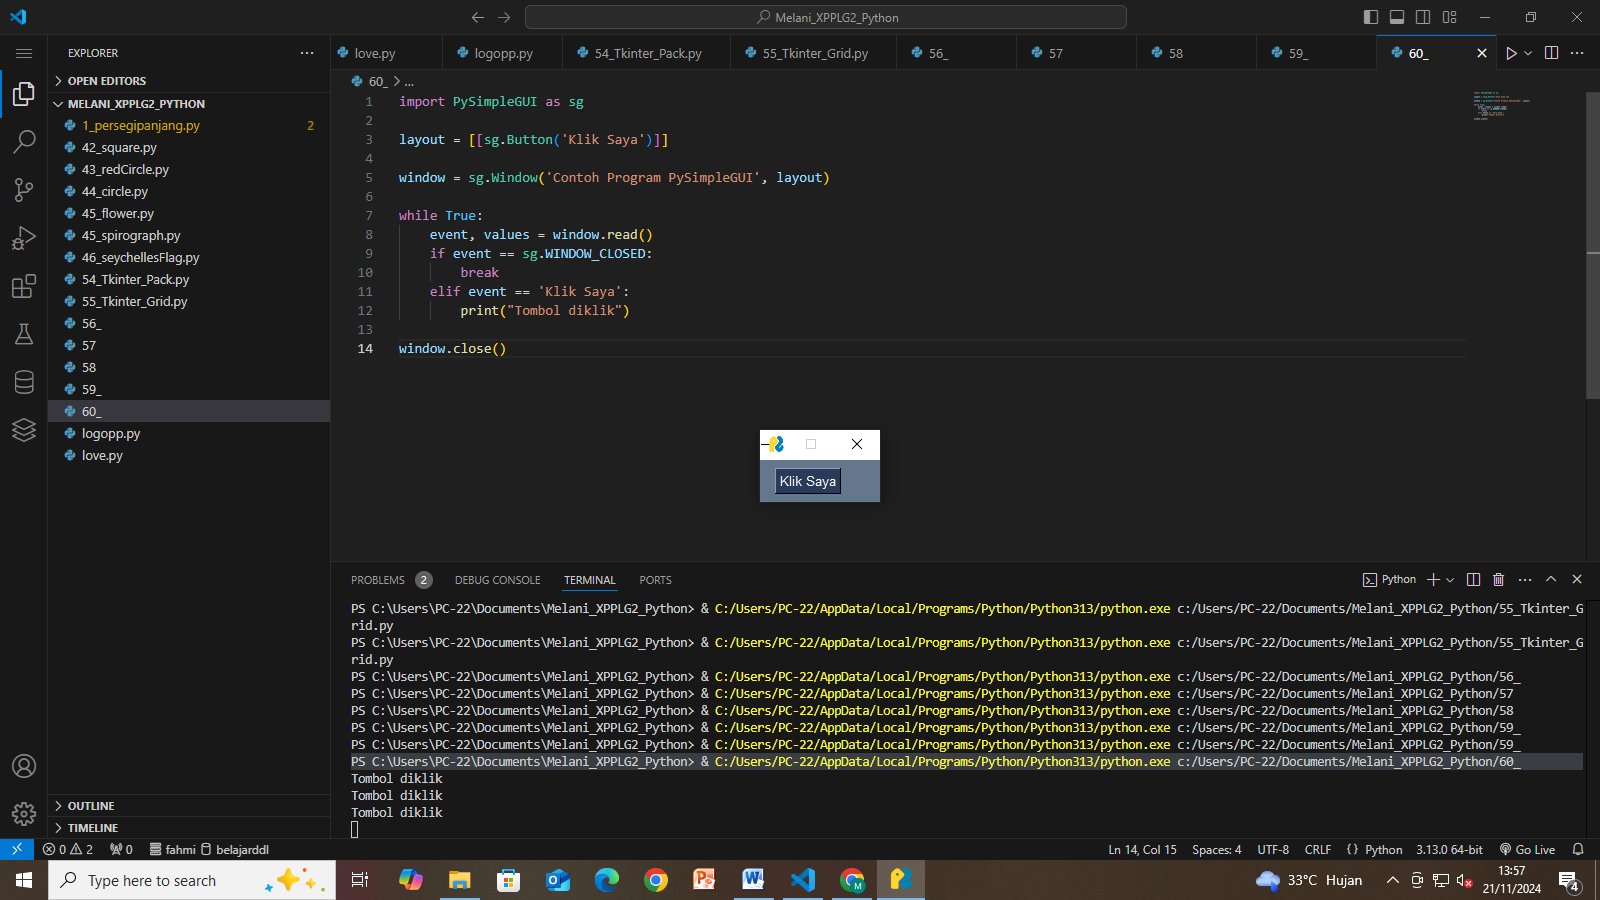 Melani_XPPLG2_Python
EXPLORER
OPEN EDITORS
MELANI_XPPLG2_PYTHON
1_persegipanjang.py 2
42_square.py
43_redCircle.py
44_circle.py
45_flower.py
45_spirograph.py
46_seychellesFlag.py
54_Tkinter_Pack.py
55_Tkinter_Grid.py
56_
57
58
59_
60_
logopp.py
love.py
OUTLINE
TIMELINE
love.py logopp.py 54_Tkinter_Pack.py 55_Tkinter_Grid.py 56_ 57 58 59_ 60_
60_ > ...
1 import PySimpleGUI as sg
2
3 layout = [[sg.Button('Klik Saya')]]
4
5 window = sg.Window('Contoh Program PySimpleGUI', layout)
6
7 while True:
8 event, values = window.read()
9 if event == sg.WINDOW_CLOSED:
10 break
11 elif event == 'Klik Saya':
12 print("Tombol diklik")
13
14 window.close()
Klik Saya
PROBLEMS 2 DEBUG CONSOLE TERMINAL PORTS
Python
PS C:\Users\PC-22\Documents\Melani_XPPLG2_Python> & C:/Users/PC-22/AppData/Local/Programs/Python/Python313/python.exe c:/Users/PC-22/Documents/Melani_XPPLG2_Python/55_Tkinter_G
rid.py
PS C:\Users\PC-22\Documents\Melani_XPPLG2_Python> & C:/Users/PC-22/AppData/Local/Programs/Python/Python313/python.exe c:/Users/PC-22/Documents/Melani_XPPLG2_Python/55_Tkinter_G
rid.py
PS C:\Users\PC-22\Documents\Melani_XPPLG2_Python> & C:/Users/PC-22/AppData/Local/Programs/Python/Python313/python.exe c:/Users/PC-22/Documents/Melani_XPPLG2_Python/56_
PS C:\Users\PC-22\Documents\Melani_XPPLG2_Python> & C:/Users/PC-22/AppData/Local/Programs/Python/Python313/python.exe c:/Users/PC-22/Documents/Melani_XPPLG2_Python/57
PS C:\Users\PC-22\Documents\Melani_XPPLG2_Python> & C:/Users/PC-22/AppData/Local/Programs/Python/Python313/python.exe c:/Users/PC-22/Documents/Melani_XPPLG2_Python/58
PS C:\Users\PC-22\Documents\Melani_XPPLG2_Python> & C:/Users/PC-22/AppData/Local/Programs/Python/Python313/python.exe c:/Users/PC-22/Documents/Melani_XPPLG2_Python/59_
PS C:\Users\PC-22\Documents\Melani_XPPLG2_Python> & C:/Users/PC-22/AppData/Local/Programs/Python/Python313/python.exe c:/Users/PC-22/Documents/Melani_XPPLG2_Python/59_
PS C:\Users\PC-22\Documents\Melani_XPPLG2_Python> & C:/Users/PC-22/AppData/Local/Programs/Python/Python313/python.exe c:/Users/PC-22/Documents/Melani_XPPLG2_Python/60_
Tombol diklik
Tombol diklik
Tombol diklik
0 2 0 fahmi belajarddl Ln 14, Col 15 Spaces: 4 UTF-8 CRLF {} Python 3.13.0 64-bit Go Live
Type here to search 33°C Hujan 13:57
21/11/2024 4